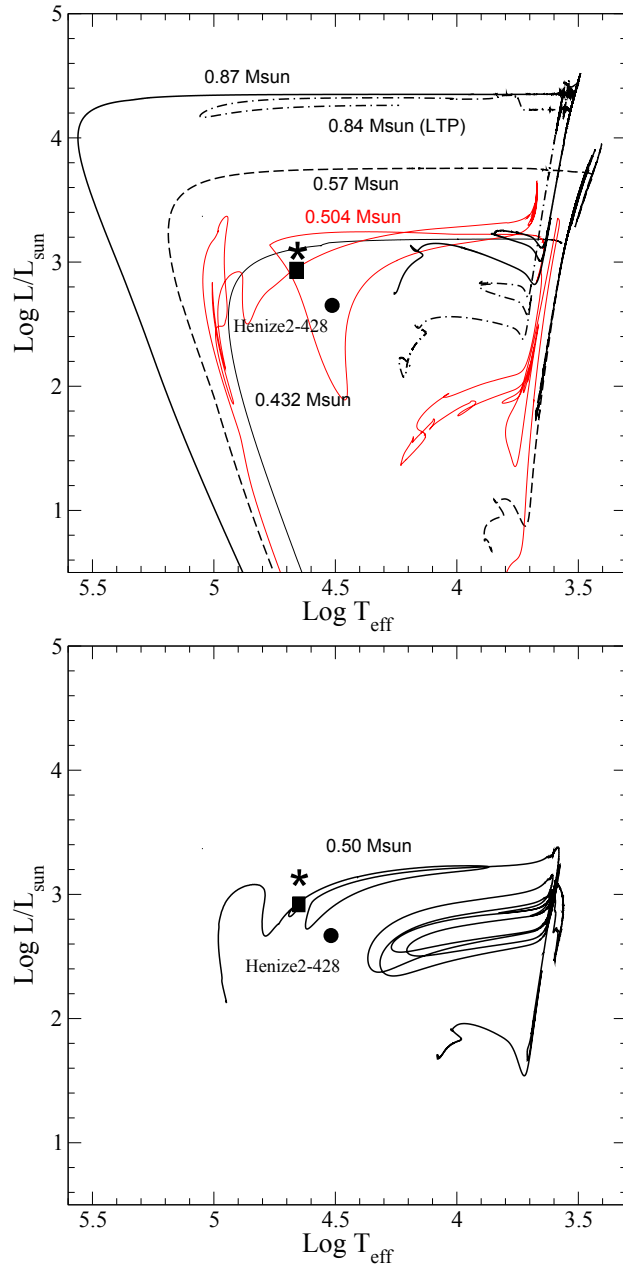 5
0.87 Msun
4
0.84 Msun (LTP)
0.57 Msun
0.504 Msun
*
3
Log L/L_sun
Henize2-428
2
0.432 Msun
1
5.5 5 4.5 4 3.5
Log T_eff
5
4
0.50 Msun
*
3
Log L/L_sun
Henize2-428
2
1
5.5 5 4.5 4 3.5
Log T_eff